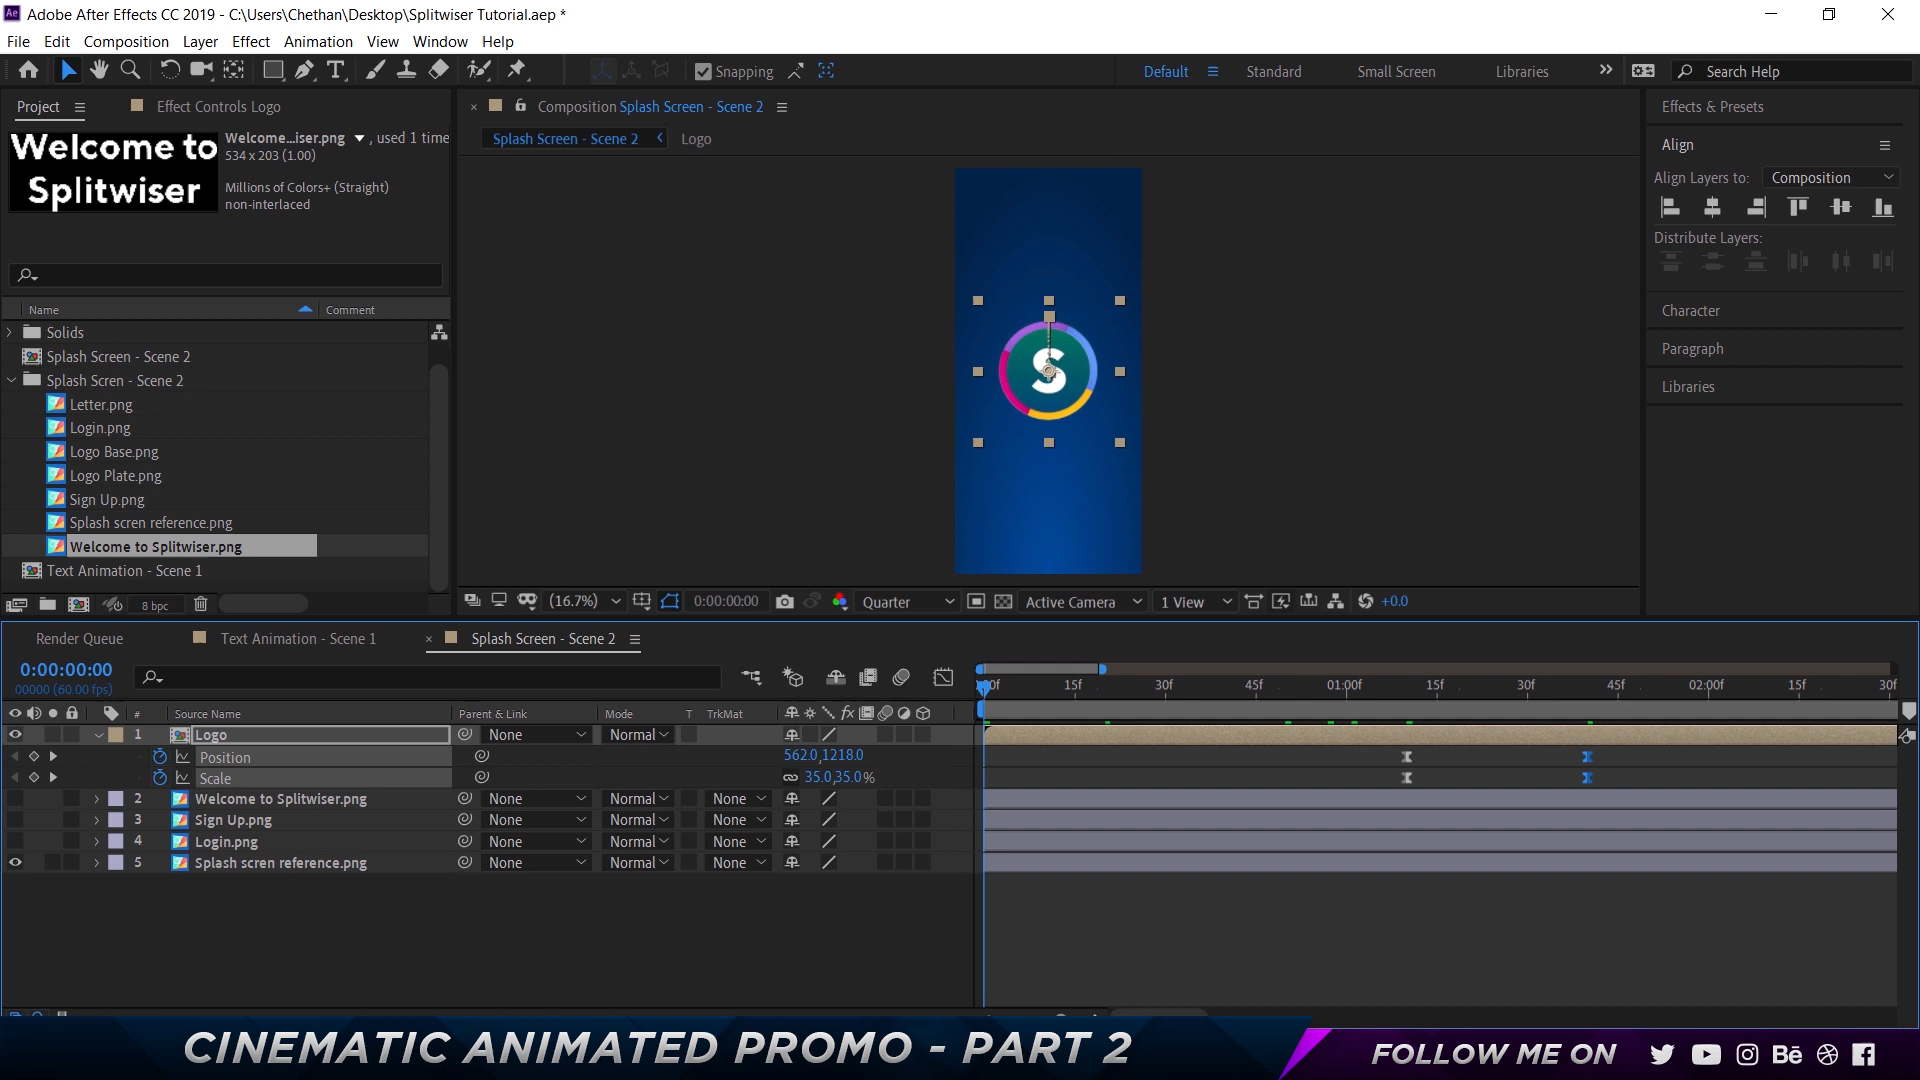 Adobe After Effects CC 2019 - C:\Users\Chethan\Desktop\Splitwiser Tutorial.aep *
File Edit Composition Layer Effect Animation View Window Help
Snapping
Default Standard Small Screen Libraries
Search Help
Project
Effect Controls Logo
Composition Splash Screen - Scene 2
Effects & Presets
Welcome to
Splitwiser
Welcome...iser.png , used 1 time
534 x 203 (1.00)
Millions of Colors+ (Straight)
non-interlaced
Splash Screen - Scene 2
Logo
Align
Align Layers to: Composition
Distribute Layers:
Character
Paragraph
Libraries
Name Comment
Solids
Splash Screen - Scene 2
Splash Scren - Scene 2
Letter.png
Login.png
Logo Base.png
Logo Plate.png
Sign Up.png
Splash scren reference.png
Welcome to Splitwiser.png
Text Animation - Scene 1
S
8 bpc
(16.7%) 0:00:00:00 Quarter Active Camera 1 View +0.0
Render Queue Text Animation - Scene 1 Splash Screen - Scene 2
0:00:00:00
00000 (60.00 fps)
15f 30f 45f 01:00f 15f 30f 45f 02:00f 15f 30f
# Source Name Parent & Link Mode T TrkMat
1 Logo None Normal
Position 562.0,1218.0
Scale 35.0,35.0%
2 Welcome to Splitwiser.png None Normal None
3 Sign Up.png None Normal None
4 Login.png None Normal None
5 Splash scren reference.png None Normal None
CINEMATIC ANIMATED PROMO - PART 2
FOLLOW ME ON
Bē